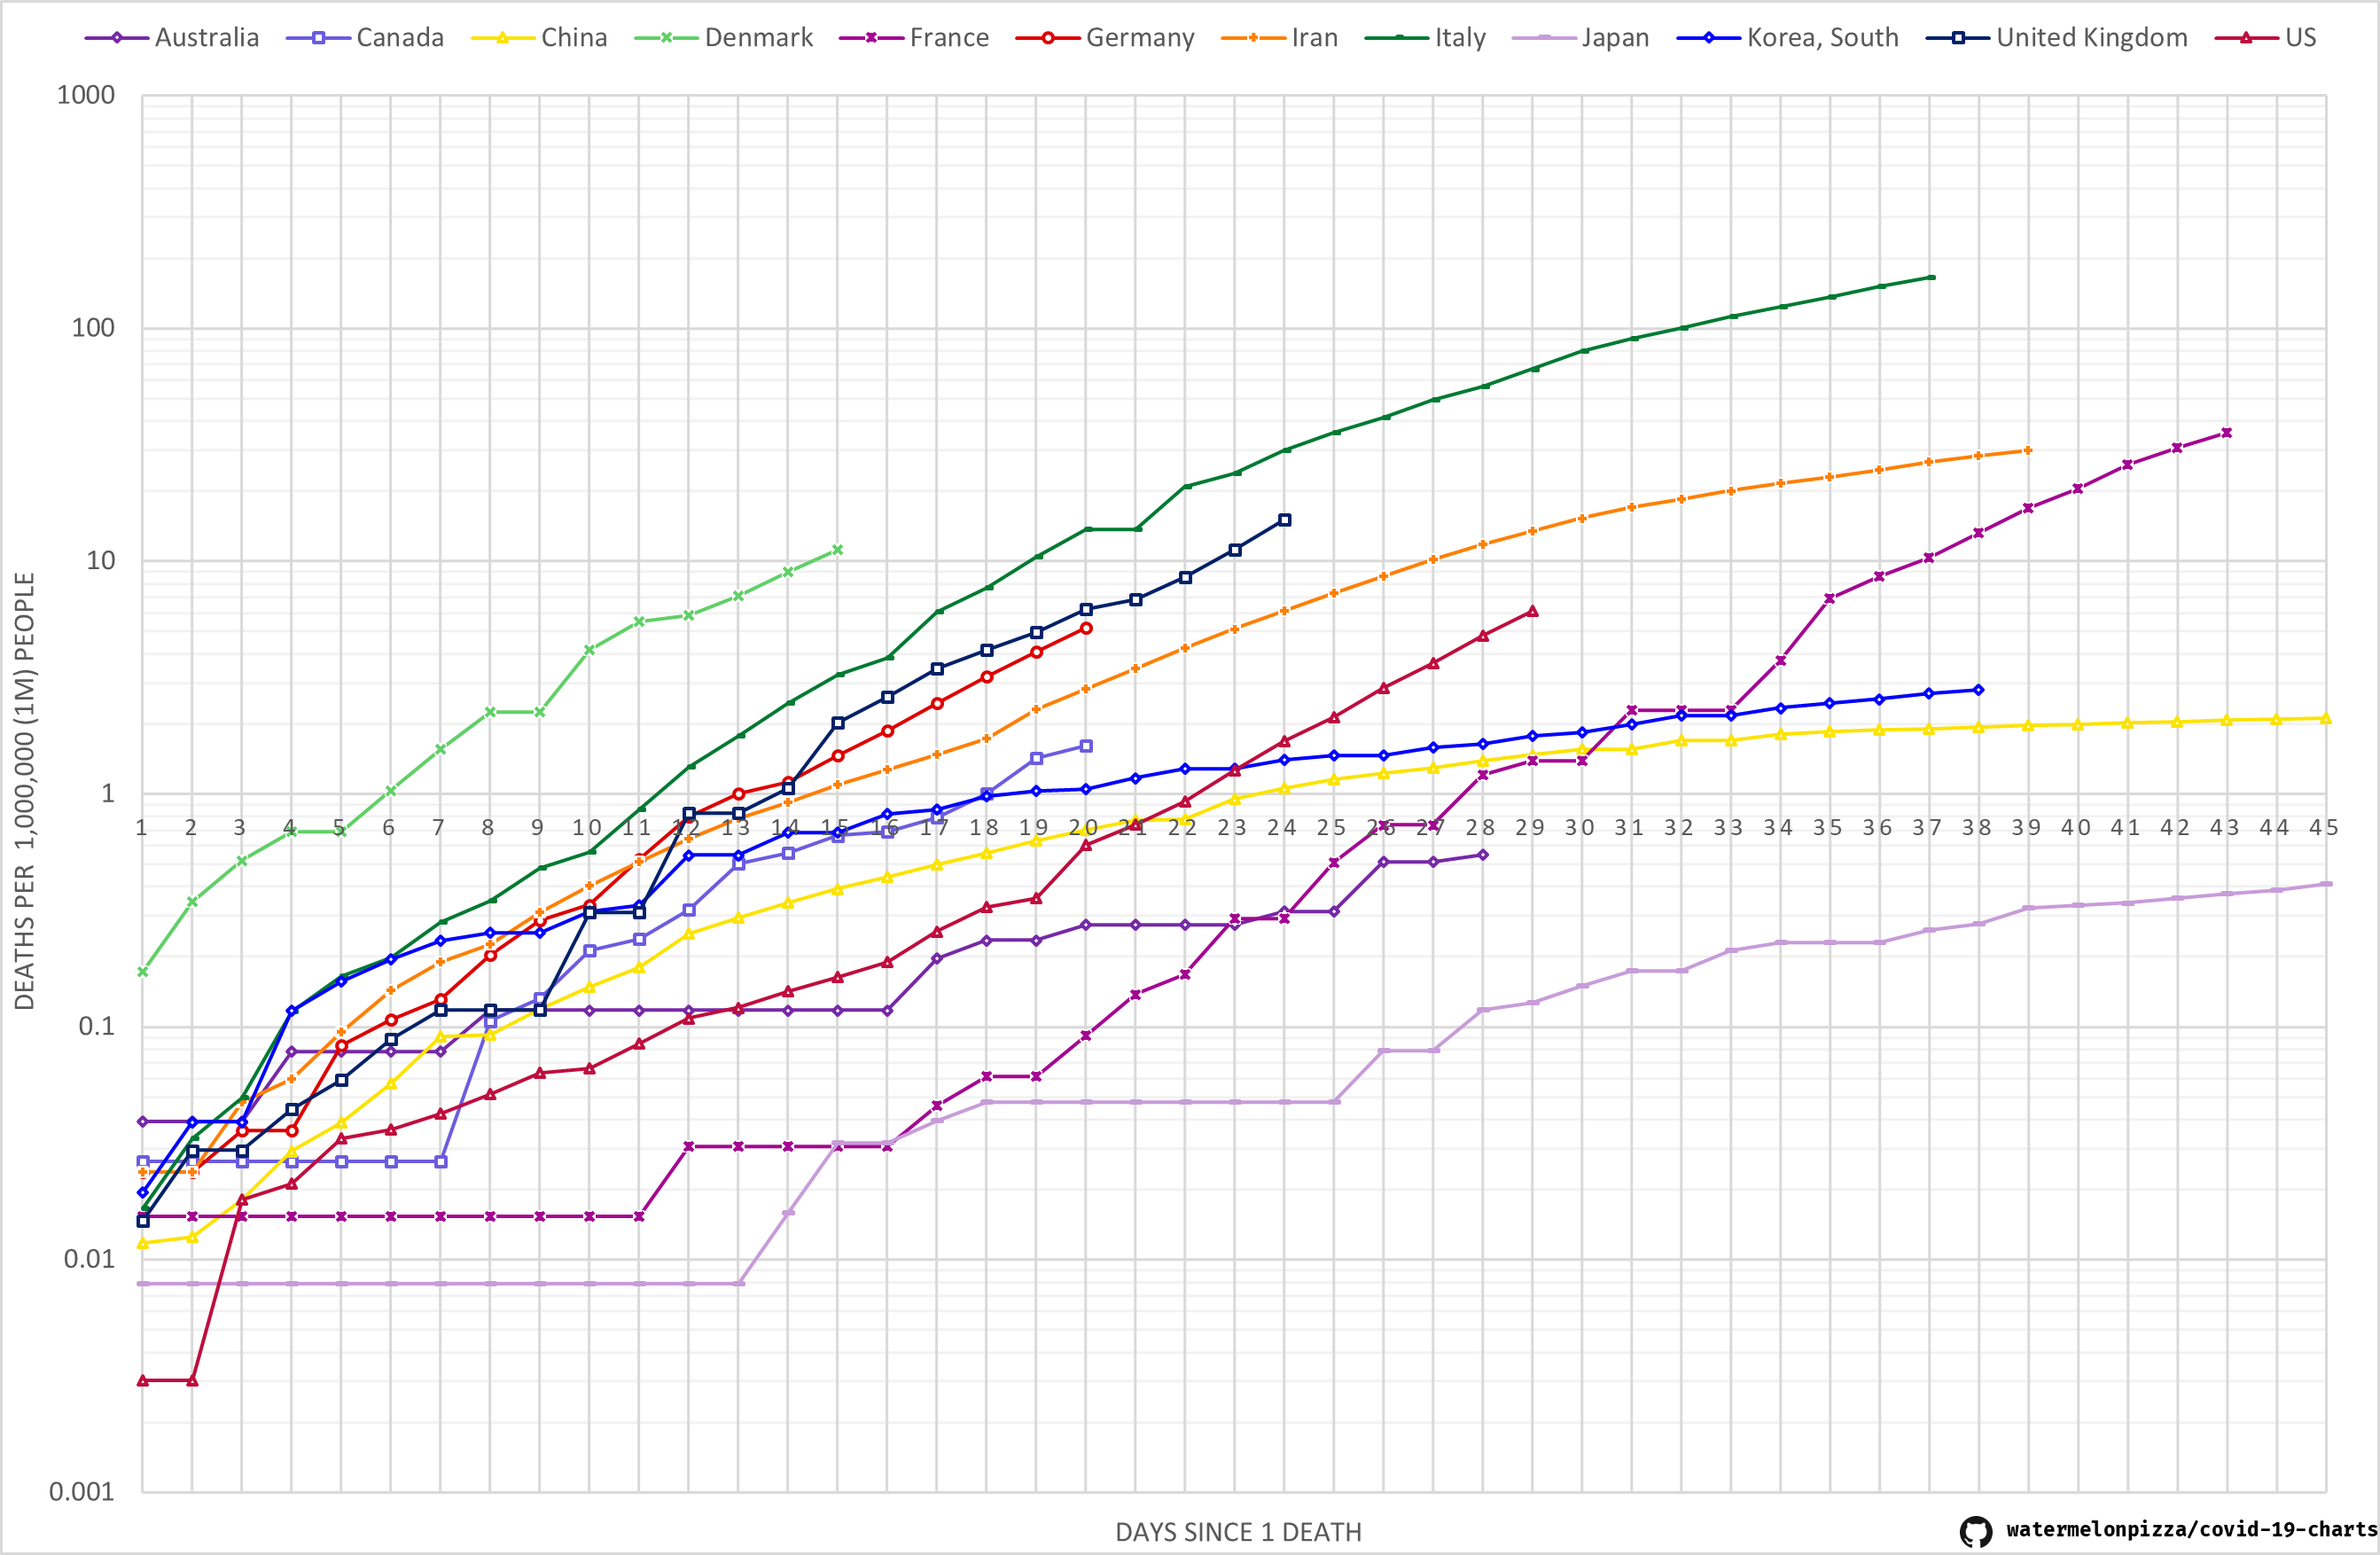 Australia Canada China Denmark France Germany Iran Italy Japan Korea, South United Kingdom US
1000
100
10
1
1 2 3 4 5 6 7 8 9 10 11 12 13 14 15 16 17 18 19 20 21 22 23 24 25 26 27 28 29 30 31 32 33 34 35 36 37 38 39 40 41 42 43 44 45
0.1
0.01
0.001
DEATHS PER 1,000,000 (1M) PEOPLE
DAYS SINCE 1 DEATH
watermelonpizza/covid-19-charts